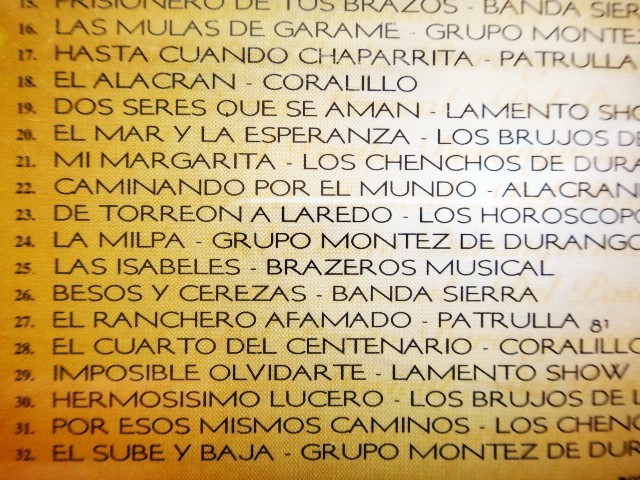 15. PRISIONERO DE TUS BRAZOS - BANDA SIER
16. LAS MULAS DE GARAME - GRUPO MONTEZ
17. HASTA CUANDO CHAPARRITA - PATRULLA
18. EL ALACRAN - CORALILLO
19. DOS SERES QUE SE AMAN - LAMENTO SHO
20. EL MAR Y LA ESPERANZA - LOS BRUJOS DE
21. MI MARGARITA - LOS CHENCHOS DE DURA
22. CAMINANDO POR EL MUNDO - ALACRAN
23. DE TORREON A LAREDO - LOS HOROSCOPO
24. LA MILPA - GRUPO MONTEZ DE DURANGO
25. LAS ISABELES - BRAZEROS MUSICAL
26. BESOS Y CEREZAS - BANDA SIERRA
27. EL RANCHERO AFAMADO - PATRULLA 81
28. EL CUARTO DEL CENTENARIO - CORALILLO
29. IMPOSIBLE OLVIDARTE - LAMENTO SHOW
30. HERMOSISIMO LUCERO - LOS BRUJOS DE L
31. POR ESOS MISMOS CAMINOS - LOS CHENC
32. EL SUBE Y BAJA - GRUPO MONTEZ DE DUR